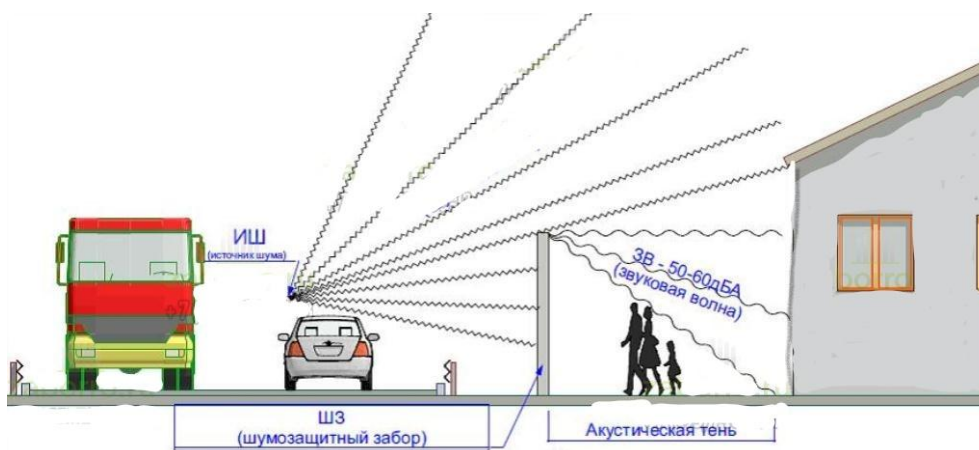 ИШ
(источник шума)
ЗВ - 50-60дБА
(звуковая волна)
ШЗ
(шумозащитный забор)
Акустическая тень